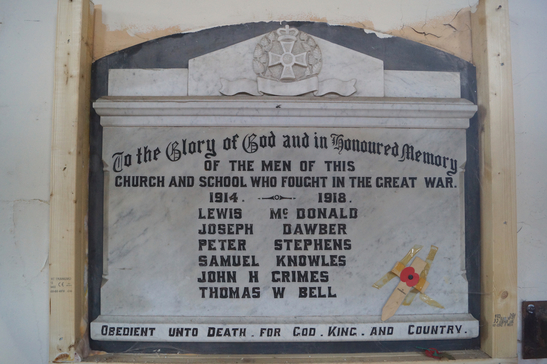 To the Glory of God and in Honoured Memory
OF THE MEN OF THIS
CHURCH AND SCHOOL WHO FOUGHT IN THE GREAT WAR.
1914. 1918.
LEWIS Mc DONALD
JOSEPH DAWBER
PETER STEPHENS
SAMUEL KNOWLES
JOHN H GRIMES
THOMAS W BELL
OBEDIENT UNTO DEATH. FOR GOD. KING. AND COUNTRY.